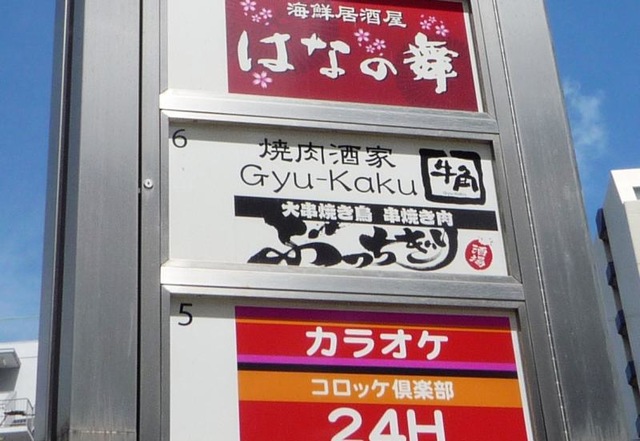 海鮮居酒屋
はなの舞
6
焼肉酒家
Gyu-Kaku
牛角
大串焼き鳥 串焼き肉
ぶっちぎり
酒場
5
カラオケ
コロッケ倶楽部
24H